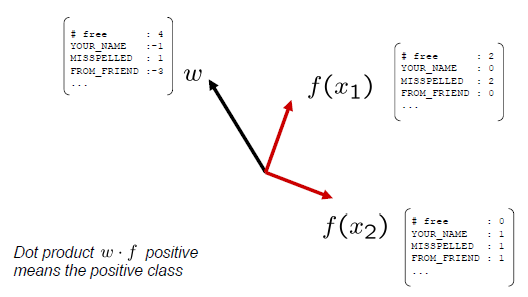 # free : 4
YOUR_NAME :-1
MISSPELLED : 1
FROM_FRIEND :-3
...
w
f(x₁)
# free : 2
YOUR_NAME : 0
MISSPELLED : 2
FROM_FRIEND : 0
...
f(x₂)
# free : 0
YOUR_NAME : 1
MISSPELLED : 1
FROM_FRIEND : 1
...
Dot product w · f positive
means the positive class